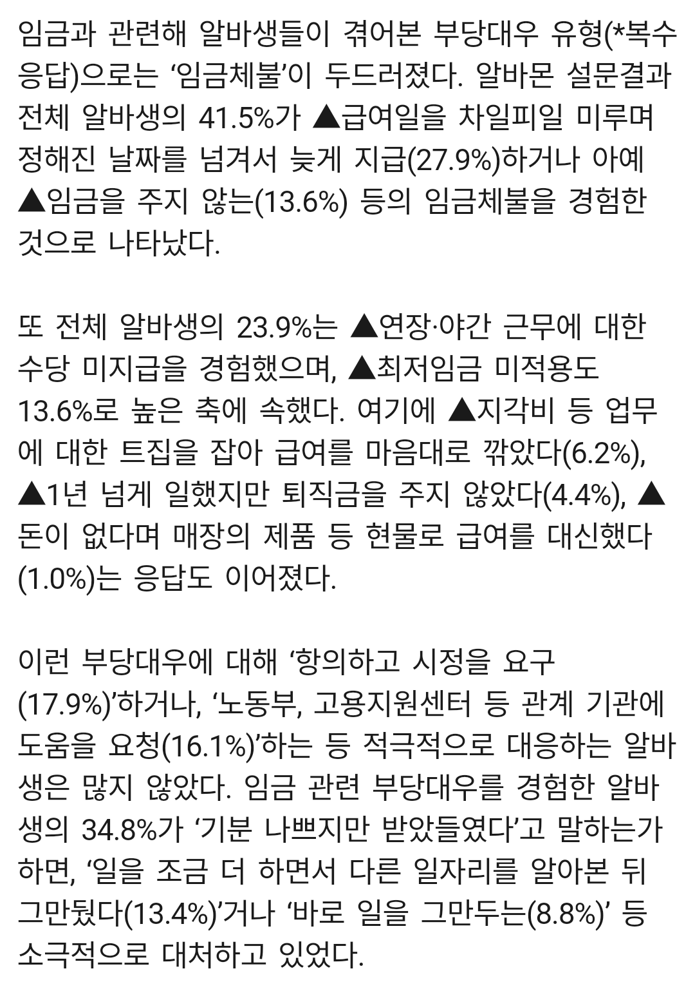 임금과 관련해 알바생들이 겪어본 부당대우 유형(*복수
응답)으로는 ‘임금체불’이 두드러졌다. 알바몬 설문결과
전체 알바생의 41.5%가 ▲급여일을 차일피일 미루며
정해진 날짜를 넘겨서 늦게 지급(27.9%)하거나 아예
▲임금을 주지 않는(13.6%) 등의 임금체불을 경험한
것으로 나타났다.

또 전체 알바생의 23.9%는 ▲연장·야간 근무에 대한
수당 미지급을 경험했으며, ▲최저임금 미적용도
13.6%로 높은 축에 속했다. 여기에 ▲지각비 등 업무
에 대한 트집을 잡아 급여를 마음대로 깎았다(6.2%),
▲1년 넘게 일했지만 퇴직금을 주지 않았다(4.4%), ▲
돈이 없다며 매장의 제품 등 현물로 급여를 대신했다
(1.0%)는 응답도 이어졌다.

이런 부당대우에 대해 ‘항의하고 시정을 요구
(17.9%)’하거나, ‘노동부, 고용지원센터 등 관계 기관에
도움을 요청(16.1%)’하는 등 적극적으로 대응하는 알바
생은 많지 않았다. 임금 관련 부당대우를 경험한 알바
생의 34.8%가 ‘기분 나쁘지만 받았들였다’고 말하는가
하면, ‘일을 조금 더 하면서 다른 일자리를 알아본 뒤
그만뒀다(13.4%)’거나 ‘바로 일을 그만두는(8.8%)’ 등
소극적으로 대처하고 있었다.